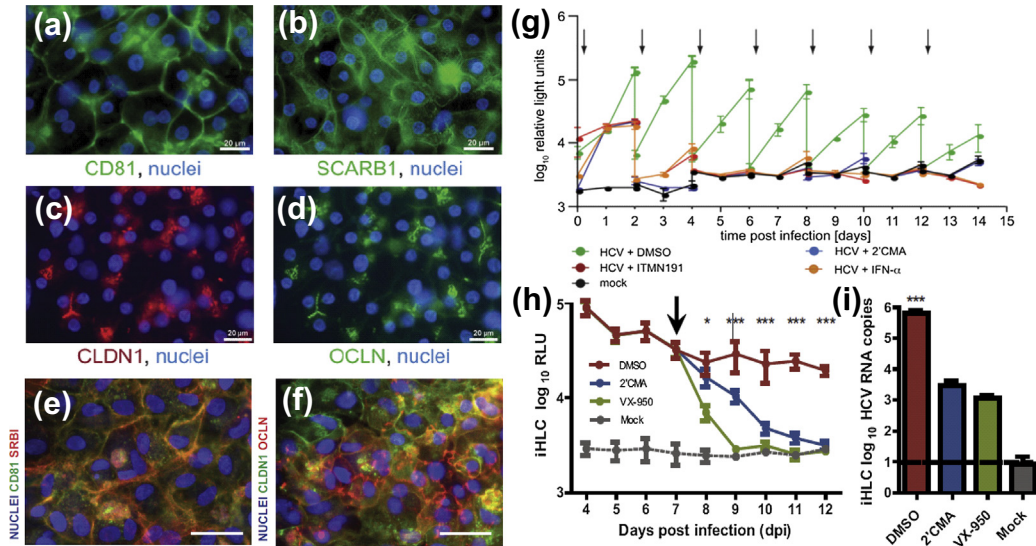 (a)
20 µm
CD81, nuclei
(b)
20 µm
SCARB1, nuclei
(c)
20 µm
CLDN1, nuclei
(d)
20 µm
OCLN, nuclei
(e)
NUCLEI CD81 SRBI
(f)
NUCLEI CLDN1 OCLN
(g)
log10 relative light units
6
5
4
3
0 1 2 3 4 5 6 7 8 9 10 11 12 13 14 15
time post infection [days]
HCV + DMSO
HCV + ITMN191
mock
HCV + 2'CMA
HCV + IFN-α
(h)
iHLC log 10 RLU
5
4
3
* *** *** *** ***
DMSO
2'CMA
VX-950
Mock
4 5 6 7 8 9 10 11 12
Days post infection (dpi)
(i)
iHLC log 10 HCV RNA copies
***
6
5
4
3
2
1
0
DMSO
2'CMA
VX-950
Mock